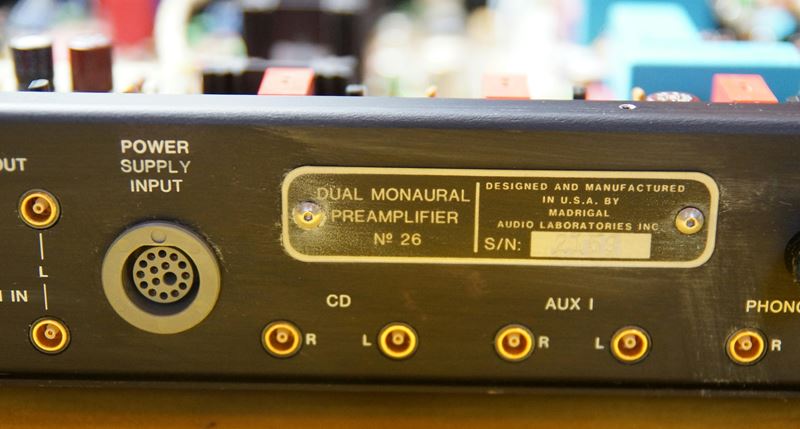 OUT
POWER
SUPPLY
INPUT
L
IN
DUAL MONAURAL
PREAMPLIFIER
Nº 26
DESIGNED AND MANUFACTURED
IN U.S.A. BY
MADRIGAL
AUDIO LABORATORIES INC.
S/N:
CD
R
L
AUX I
R
L
PHONO
R